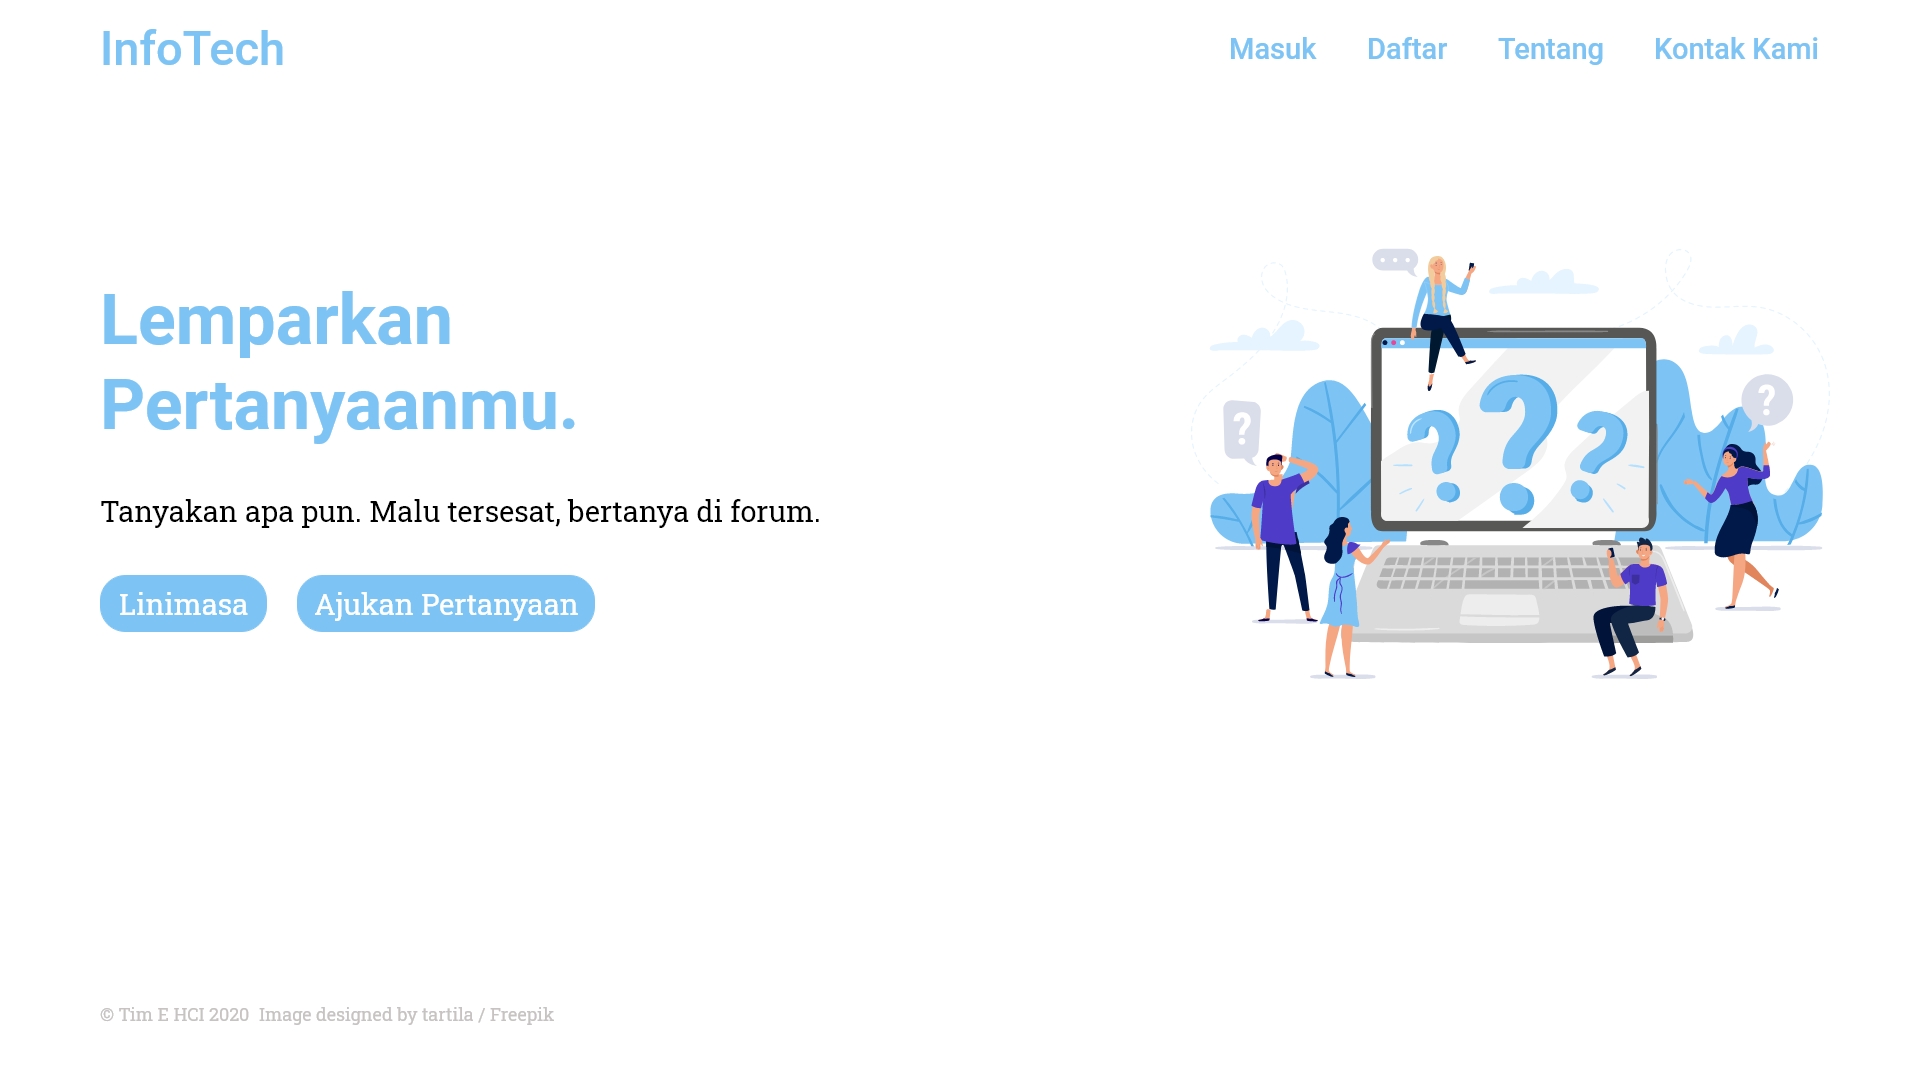 InfoTech
Masuk Daftar Tentang Kontak Kami
Lemparkan
Pertanyaanmu.
Tanyakan apa pun. Malu tersesat, bertanya di forum.
Linimasa Ajukan Pertanyaan
© Tim E HCI 2020 Image designed by tartila / Freepik